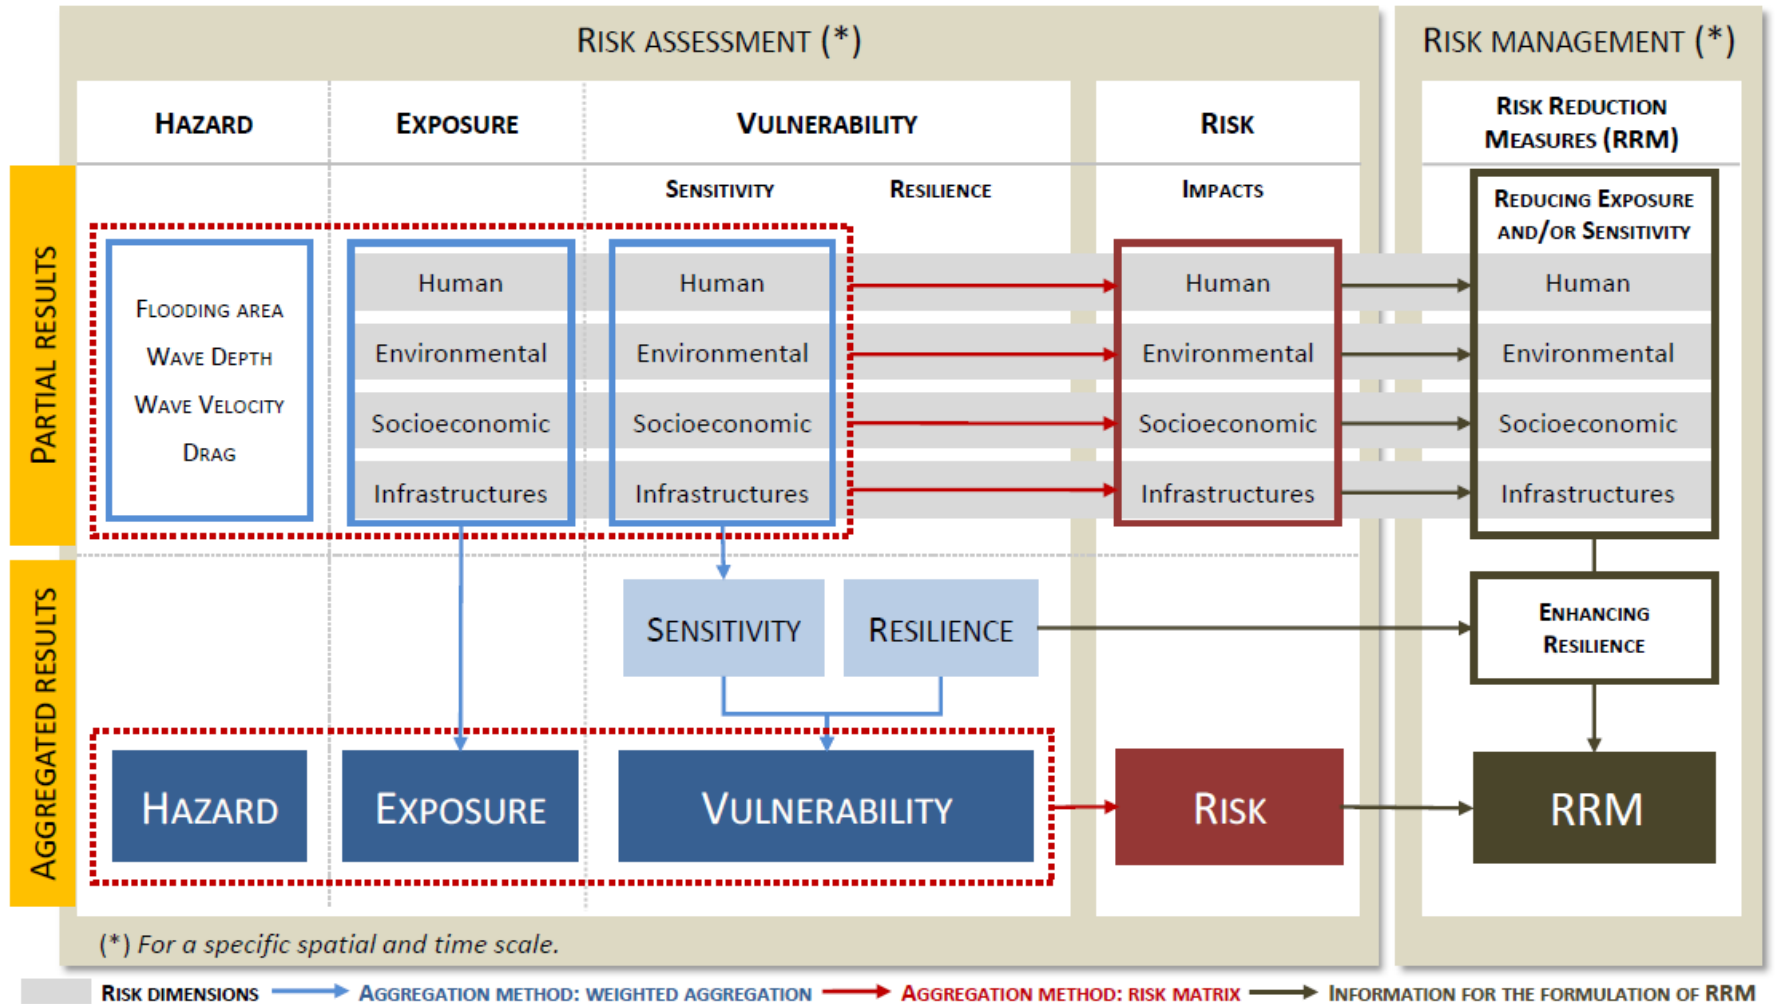 RISK ASSESSMENT (*)
RISK MANAGEMENT (*)
HAZARD
EXPOSURE
VULNERABILITY
RISK
RISK REDUCTION
MEASURES (RRM)
PARTIAL RESULTS
SENSITIVITY
RESILIENCE
IMPACTS
REDUCING EXPOSURE
AND/OR SENSITIVITY
FLOODING AREA
WAVE DEPTH
WAVE VELOCITY
DRAG
Human
Environmental
Socioeconomic
Infrastructures
Human
Environmental
Socioeconomic
Infrastructures
Human
Environmental
Socioeconomic
Infrastructures
Human
Environmental
Socioeconomic
Infrastructures
AGGREGATED RESULTS
SENSITIVITY
RESILIENCE
ENHANCING
RESILIENCE
HAZARD
EXPOSURE
VULNERABILITY
RISK
RRM
(*) For a specific spatial and time scale.
RISK DIMENSIONS
AGGREGATION METHOD: WEIGHTED AGGREGATION
AGGREGATION METHOD: RISK MATRIX
INFORMATION FOR THE FORMULATION OF RRM